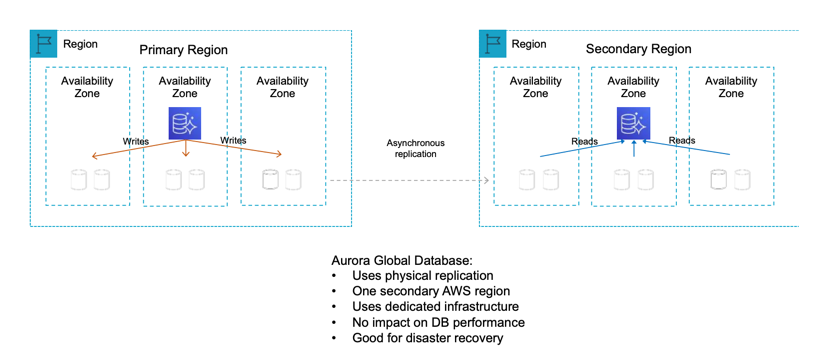 Region
Primary Region
Availability
Zone
Availability
Zone
Availability
Zone
Writes
Writes
Asynchronous
replication
Region
Secondary Region
Availability
Zone
Availability
Zone
Availability
Zone
Reads
Reads
Aurora Global Database:
• Uses physical replication
• One secondary AWS region
• Uses dedicated infrastructure
• No impact on DB performance
• Good for disaster recovery